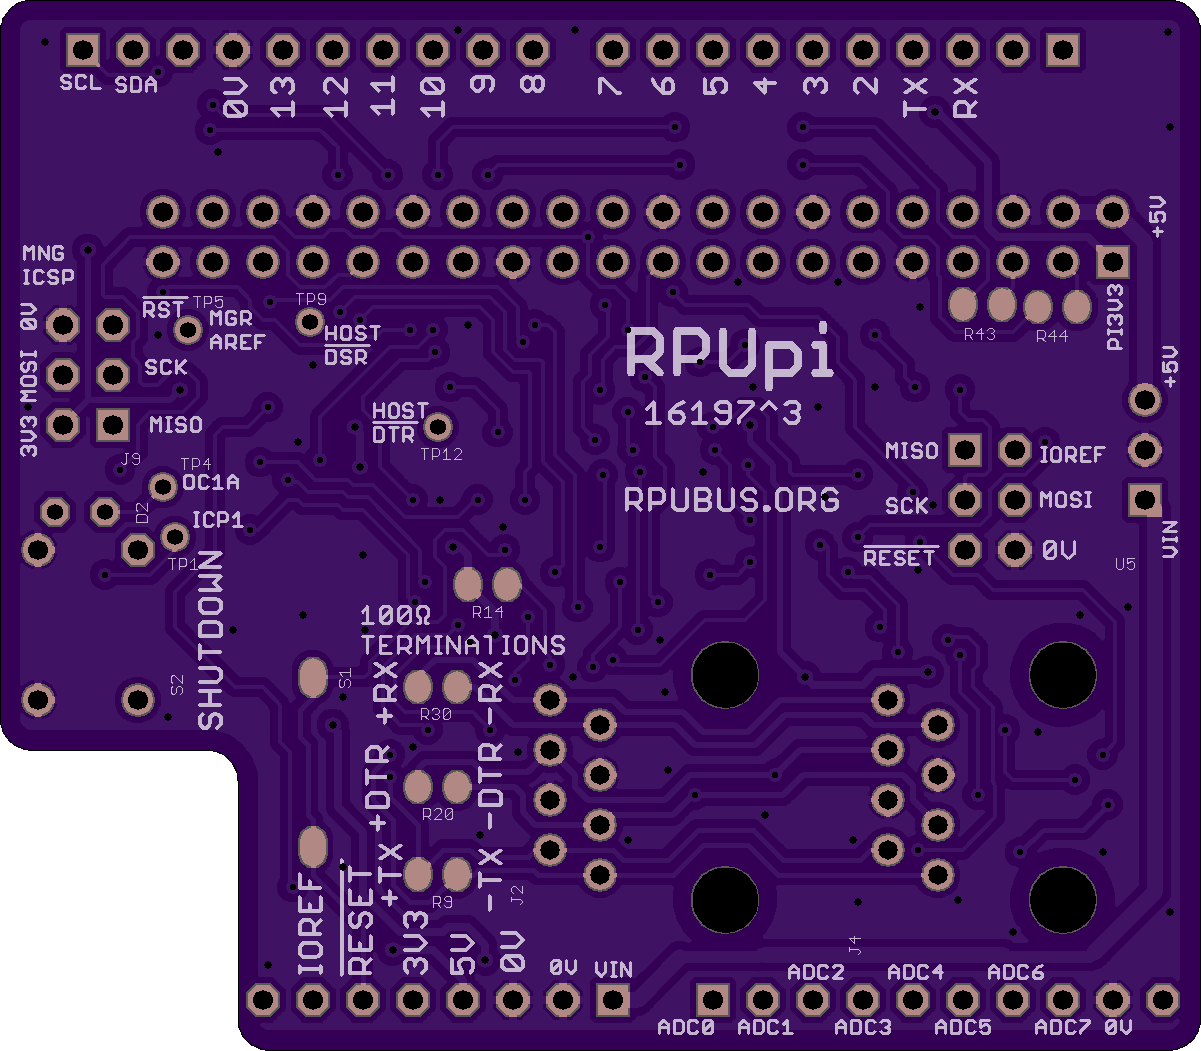 SCL SDA 0V 13 12 11 10 9 8 7 6 5 4 3 2 TX RX
+5V
MNG
ICSP
RST TP5
MGR
AREF
TP9
HOST
DSR
0V
MOSI
3V3
SCK
MISO
J9
RPUpi
16197^3
RPUBUS.ORG
R43 R44
PI3V3
+5V
HOST
DTR
TP12
TP4
OC1A
D2
ICP1
TP1
MISO IOREF
SCK MOSI
RESET 0V
VIN
U5
SHUTDOWN
S2
S1
R14
100Ω
TERMINATIONS
+RX -RX
R30
+DTR -DTR
R20
+TX -TX
R9
J2
J4
IOREF RESET 3V3 5V 0V 0V VIN
ADC2 ADC4 ADC6
ADC0 ADC1 ADC3 ADC5 ADC7 0V